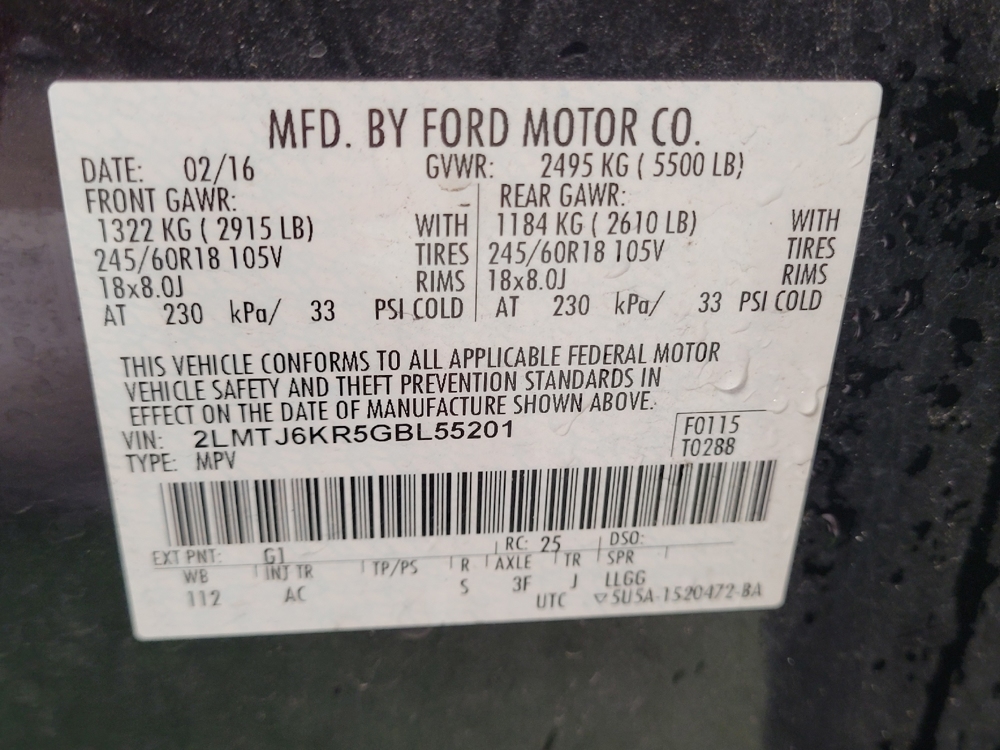 MFD. BY FORD MOTOR CO.
DATE: 02/16 GVWR: 2495 KG ( 5500 LB)
FRONT GAWR: REAR GAWR:
1322 KG ( 2915 LB) WITH 1184 KG ( 2610 LB) WITH
245/60R18 105V TIRES 245/60R18 105V TIRES
18x8.0J RIMS 18x8.0J RIMS
AT 230 kPa/ 33 PSI COLD AT 230 kPa/ 33 PSI COLD
THIS VEHICLE CONFORMS TO ALL APPLICABLE FEDERAL MOTOR
VEHICLE SAFETY AND THEFT PREVENTION STANDARDS IN
EFFECT ON THE DATE OF MANUFACTURE SHOWN ABOVE.
VIN: 2LMTJ6KR5GBL55201 F0115
TYPE: MPV T0288
EXT PNT: G1 RC: 25 DSO:
WB INT TR TP/PS R AXLE TR SPR
112 AC S 3F J LLGG
UTC ▽5U5A-1520472-BA